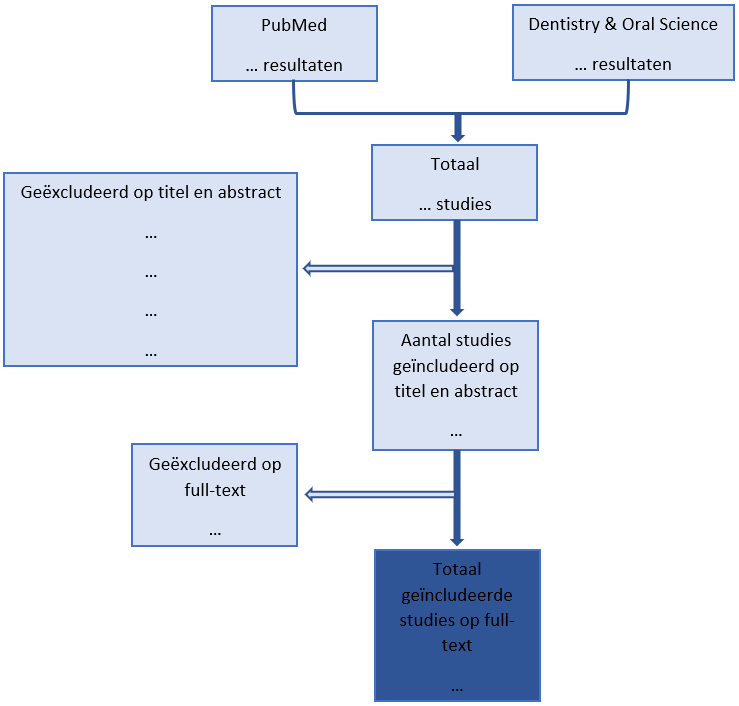 PubMed
... resultaten
Dentistry & Oral Science
... resultaten
Totaal
... studies
Geëxcludeerd op titel en abstract
...
...
...
...
Aantal studies
geïncludeerd op
titel en abstract
...
Geëxcludeerd op
full-text
...
Totaal
geïncludeerde
studies op full-
text
...